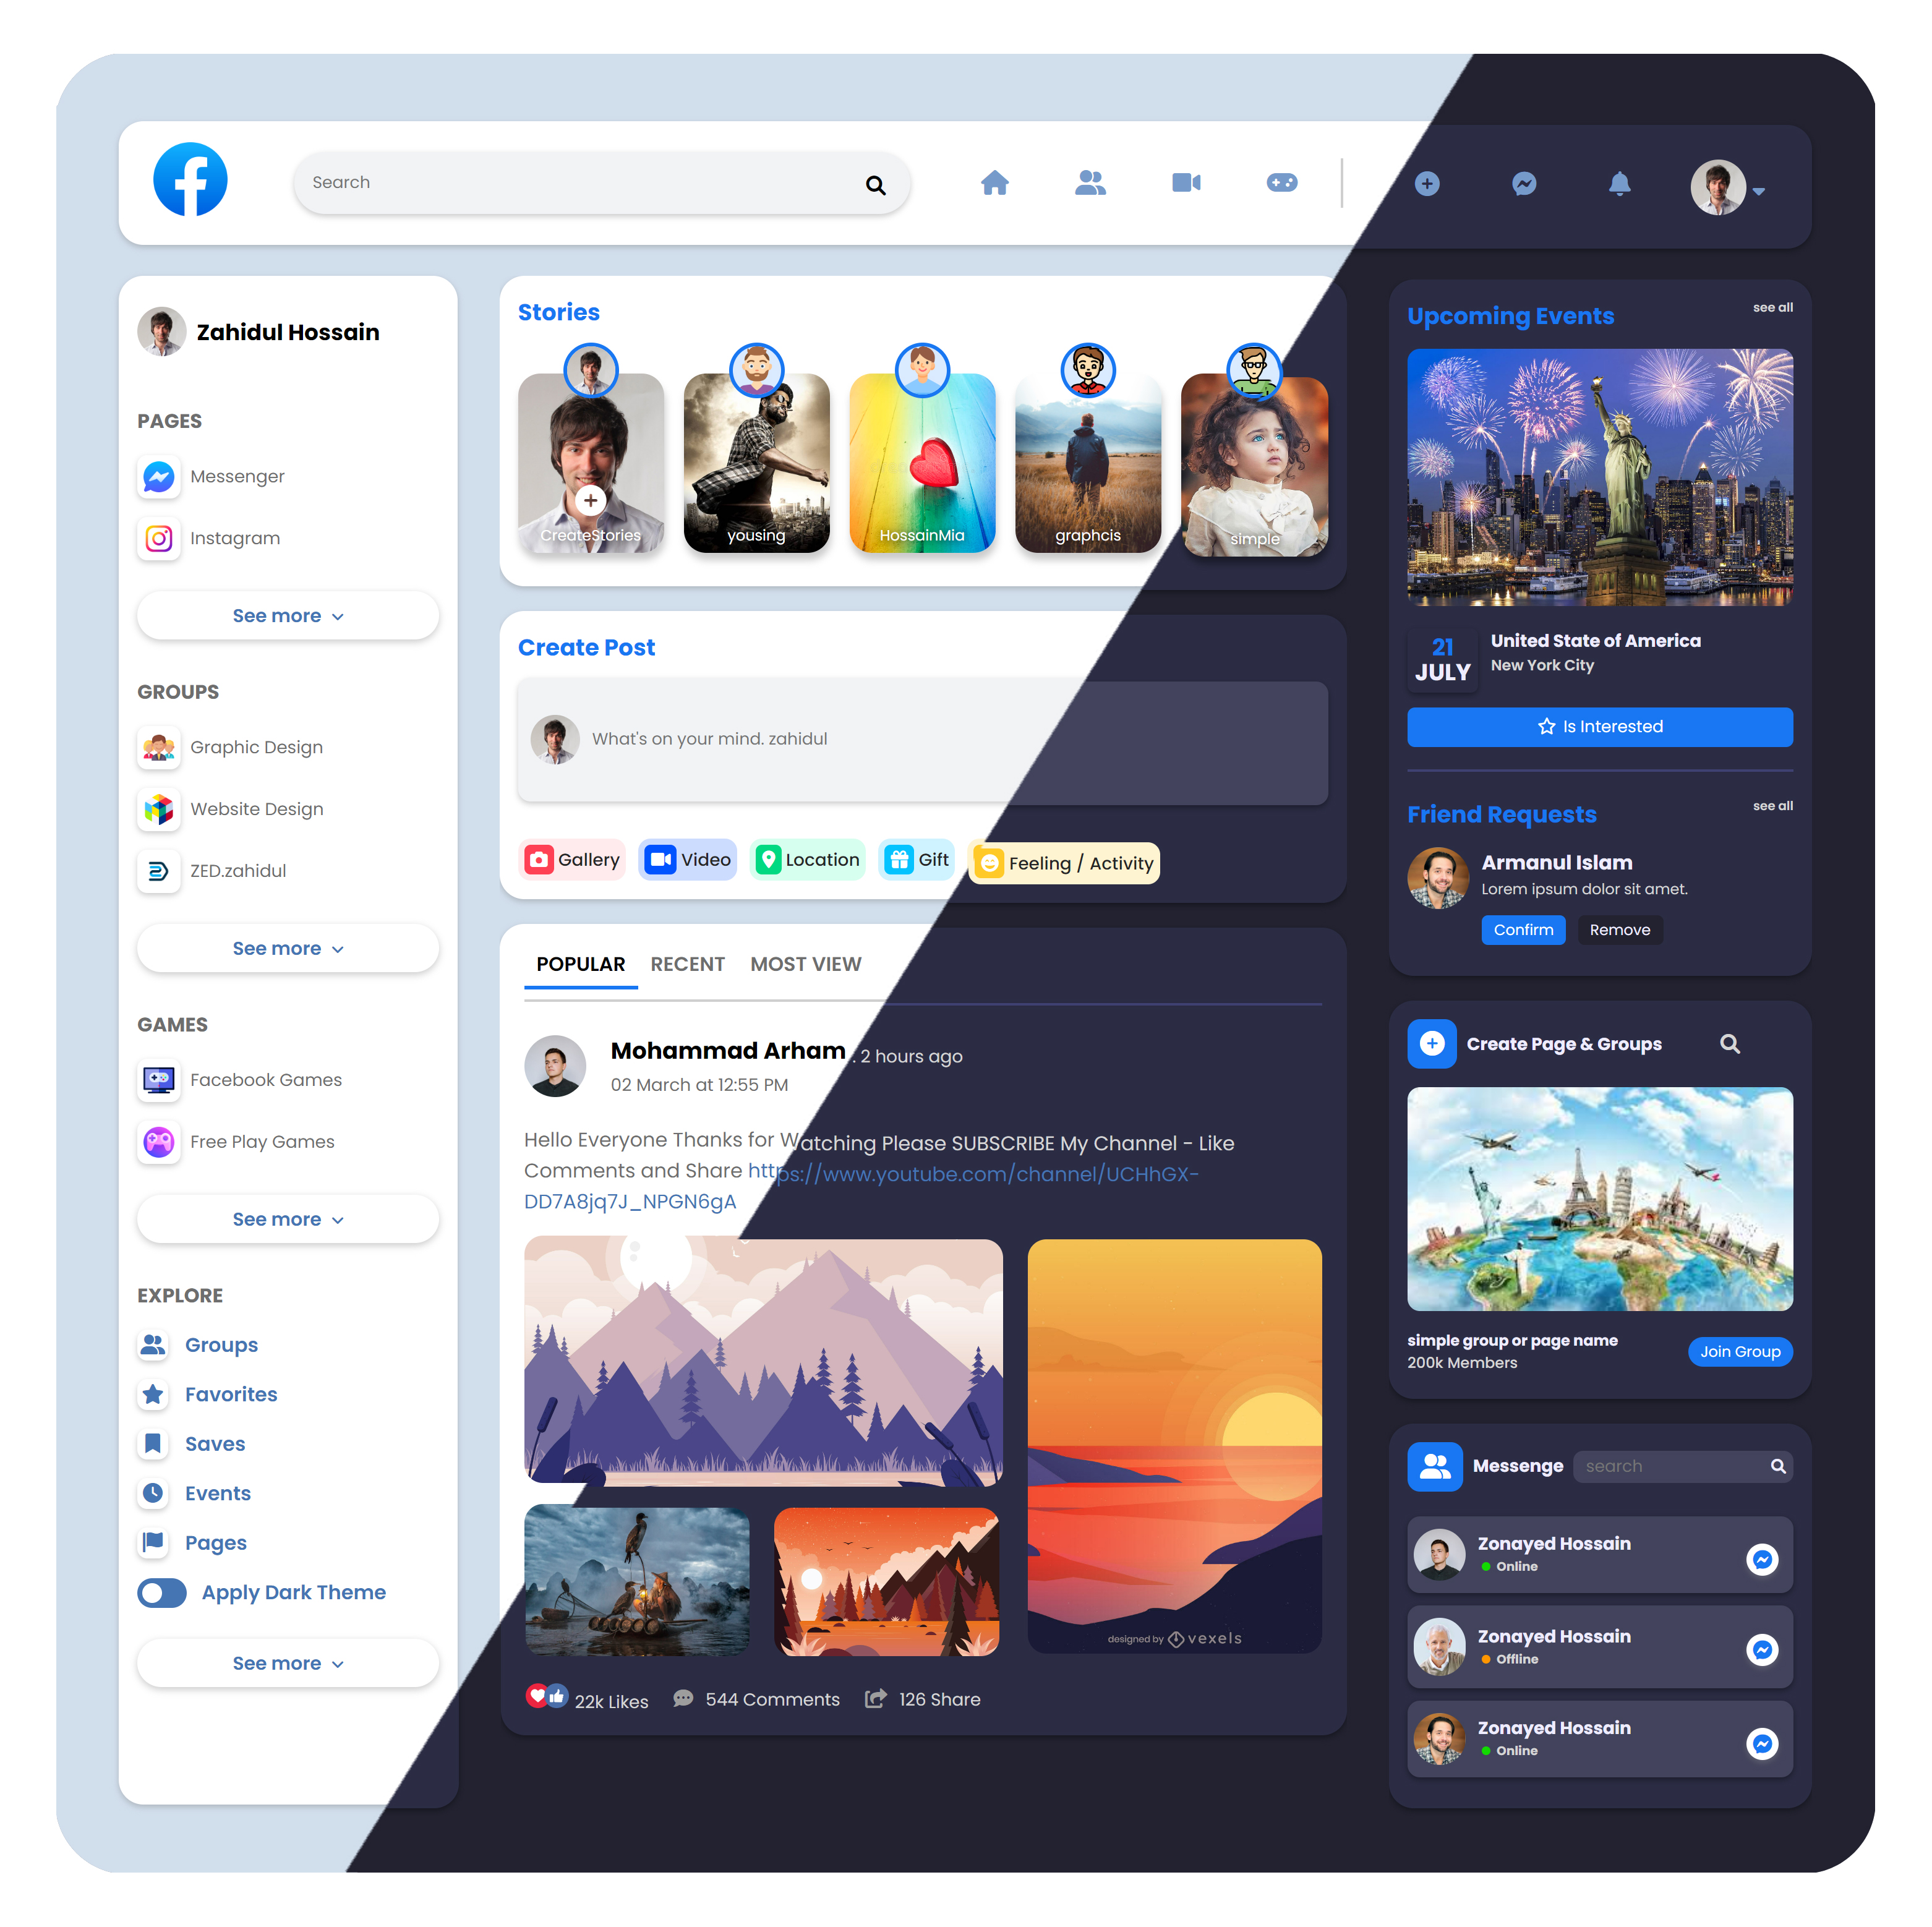 Search
Zahidul Hossain
PAGES
Messenger
Instagram
See more
GROUPS
Graphic Design
Website Design
ZED.zahidul
See more
GAMES
Facebook Games
Free Play Games
See more
EXPLORE
Groups
Favorites
Saves
Events
Pages
Apply Dark Theme
See more
Stories
CreateStories
yousing
HossainMia
graphcis
simple
Create Post
What's on your mind. zahidul
Gallery
Video
Location
Gift
Feeling / Activity
POPULAR RECENT MOST VIEW
Mohammad Arham . 2 hours ago
02 March at 12:55 PM
Hello Everyone Thanks for Watching Please SUBSCRIBE My Channel - Like
Comments and Share https://www.youtube.com/channel/UCHhGX-
DD7A8jq7J_NPGN6gA
designed by vexels
22k Likes 544 Comments 126 Share
Upcoming Events see all
21
JULY
United State of America
New York City
Is Interested
Friend Requests see all
Armanul Islam
Lorem ipsum dolor sit amet.
Confirm Remove
Create Page & Groups
simple group or page name
200k Members
Join Group
Messenge search
Zonayed Hossain
Online
Zonayed Hossain
Offline
Zonayed Hossain
Online